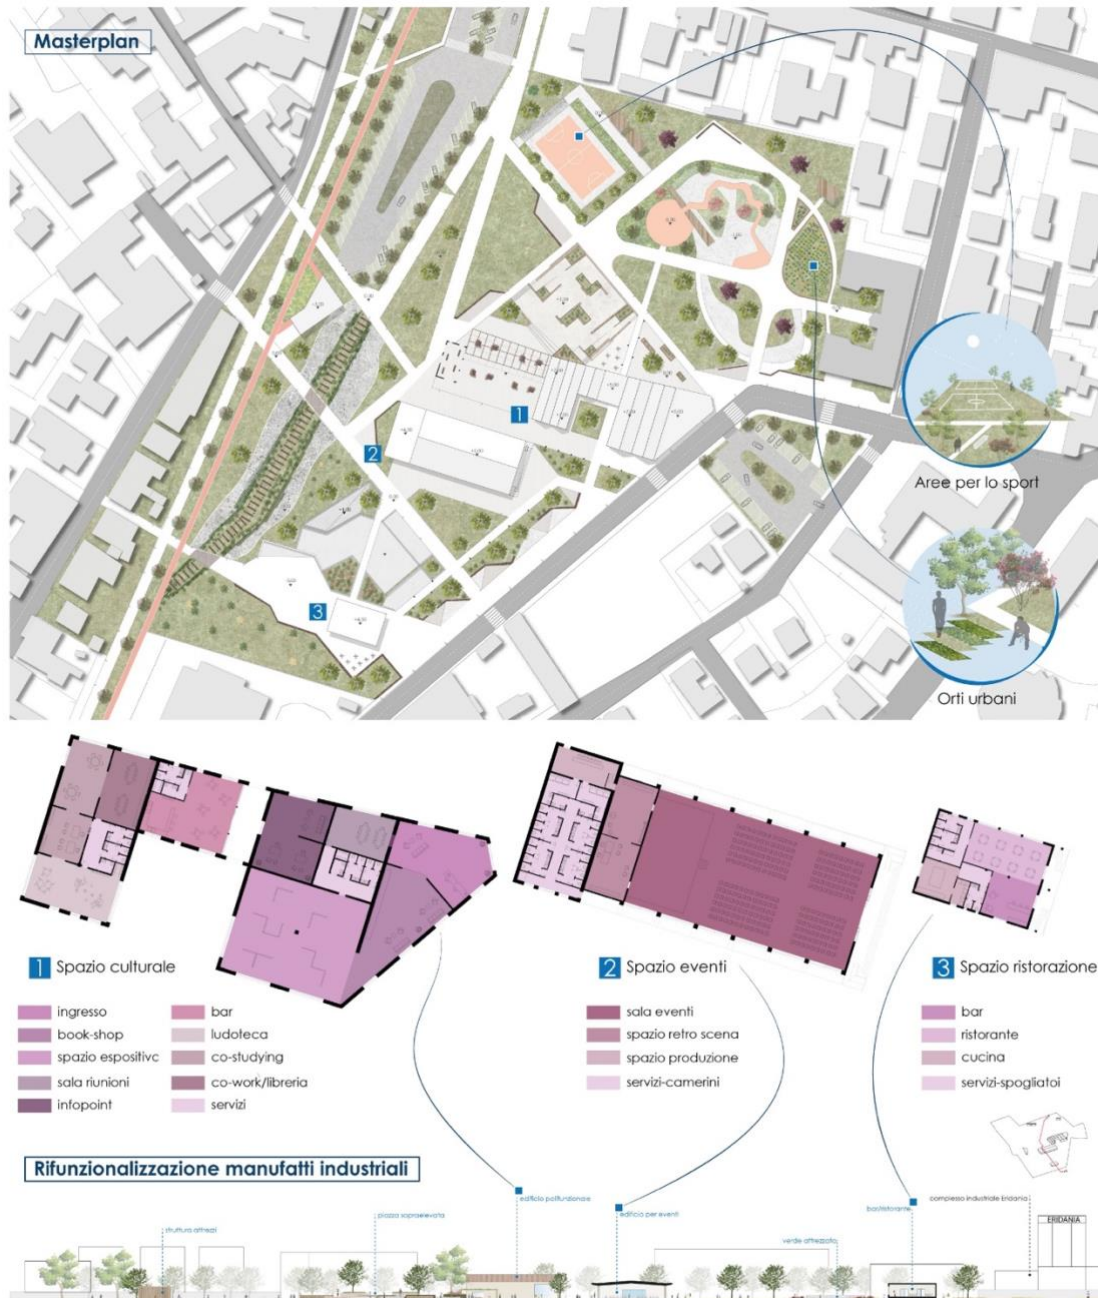 Masterplan
1
2
3
Aree per lo sport
Orti urbani
1 Spazio culturale
ingresso
book-shop
spazio espositivo
sala riunioni
infopoint
bar
ludoteca
co-studying
co-work/libreria
servizi
2 Spazio eventi
sala eventi
spazio retro scena
spazio produzione
servizi-camerini
3 Spazio ristorazione
bar
ristorante
cucina
servizi-spogliatoi
Rifunzionalizzazione manufatti industriali
struttura attrezzi
piazza sopraelevata
edificio polifunzionale
edificio per eventi
verde attrezzato
bar/ristorante
complesso industriale Eridania
ERIDANIA